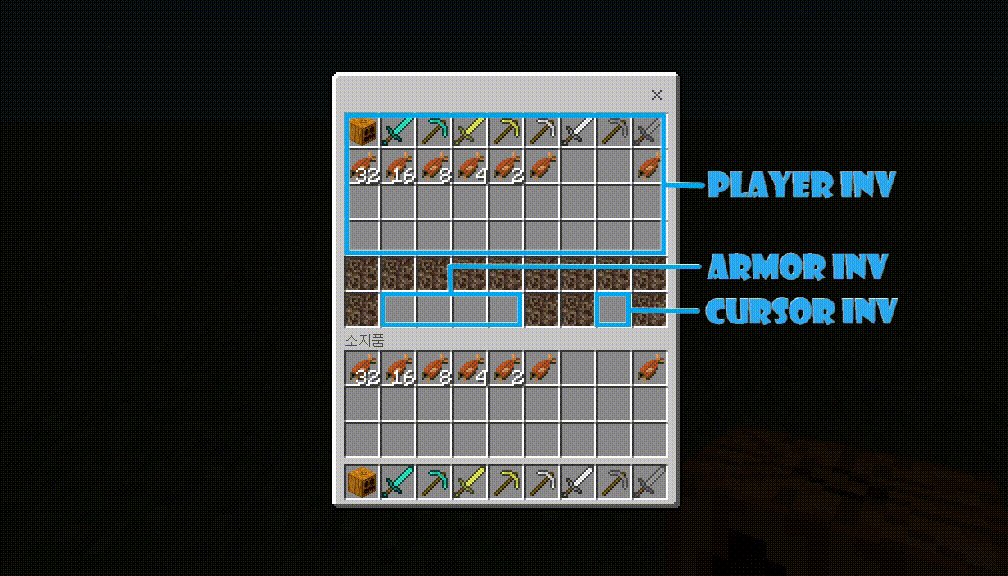 32 16 8 4 2
PLAYER INV
ARMOR INV
CURSOR INV
소지품
32 16 8 4 2